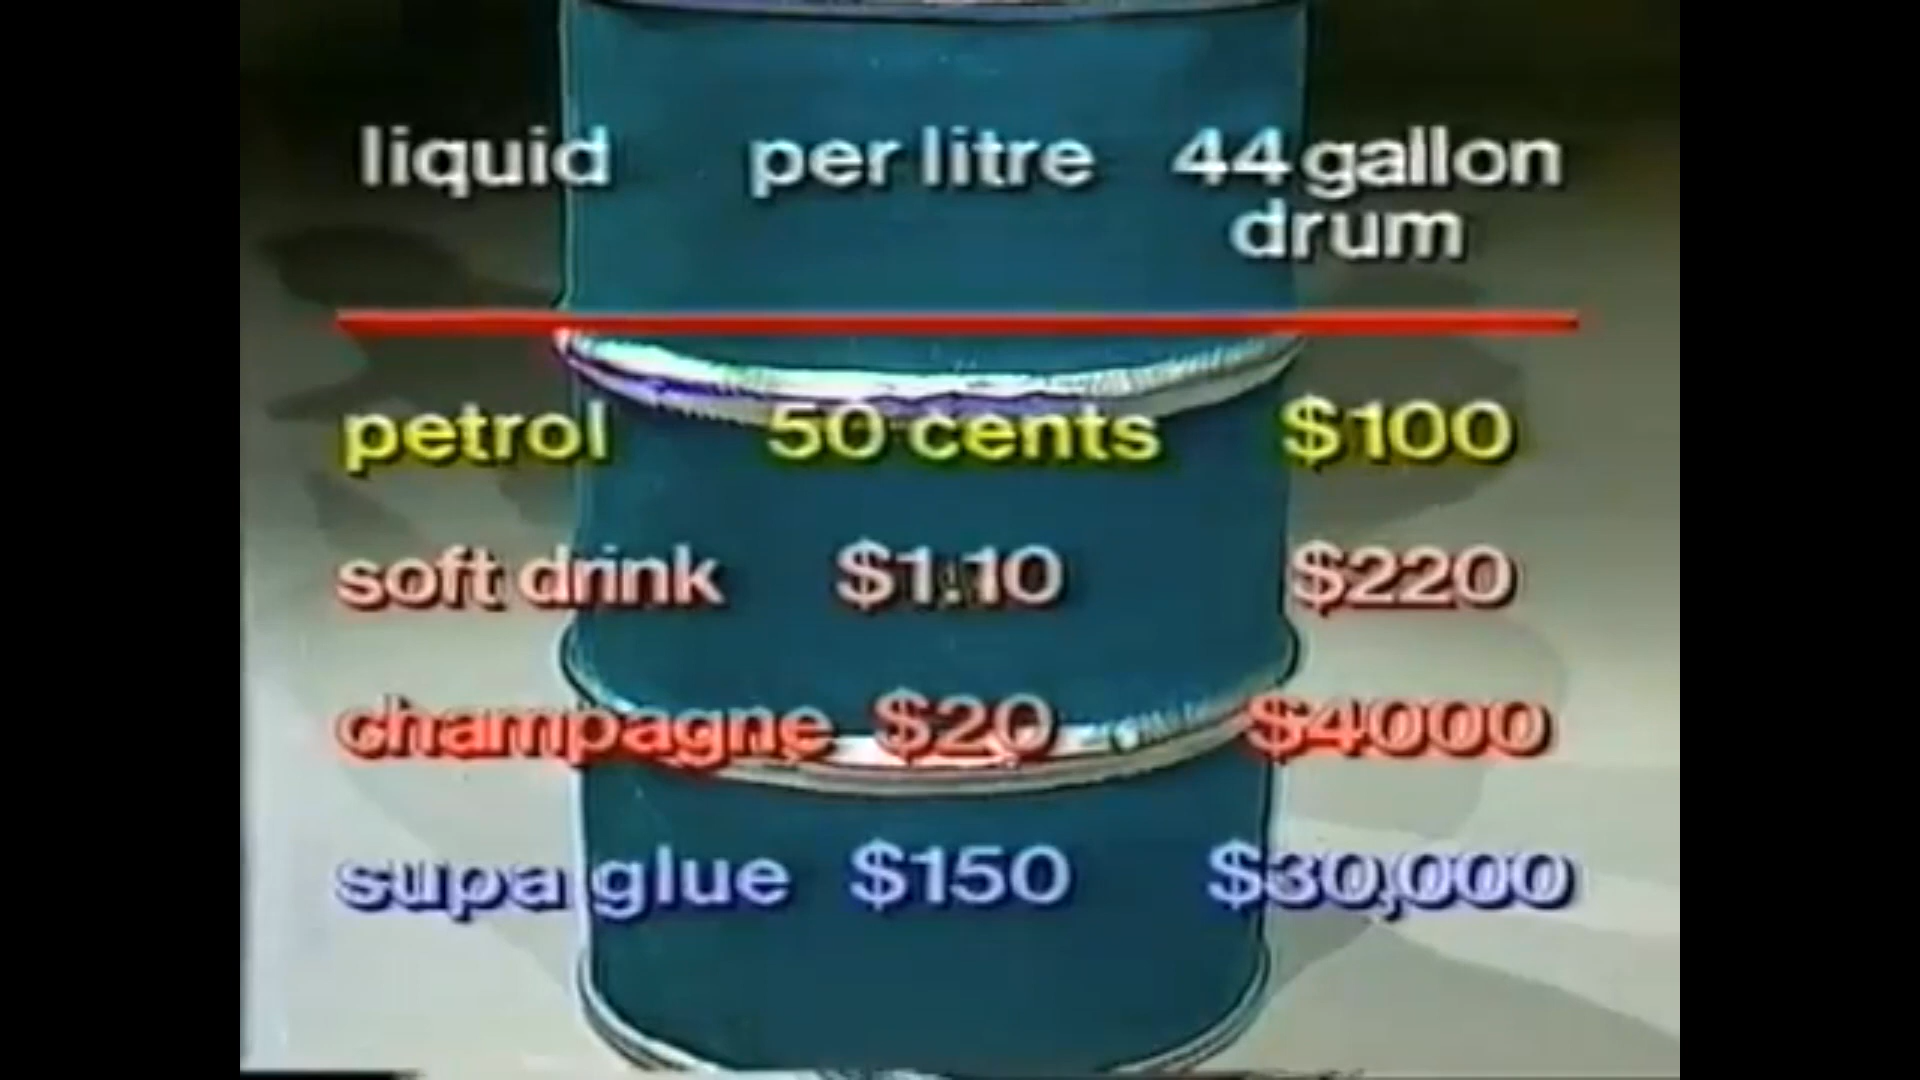 liquid per litre 44 gallon
drum
petrol 50 cents $100
soft drink $1.10 $220
champagne $20 $4000
supa glue $150 $30,000